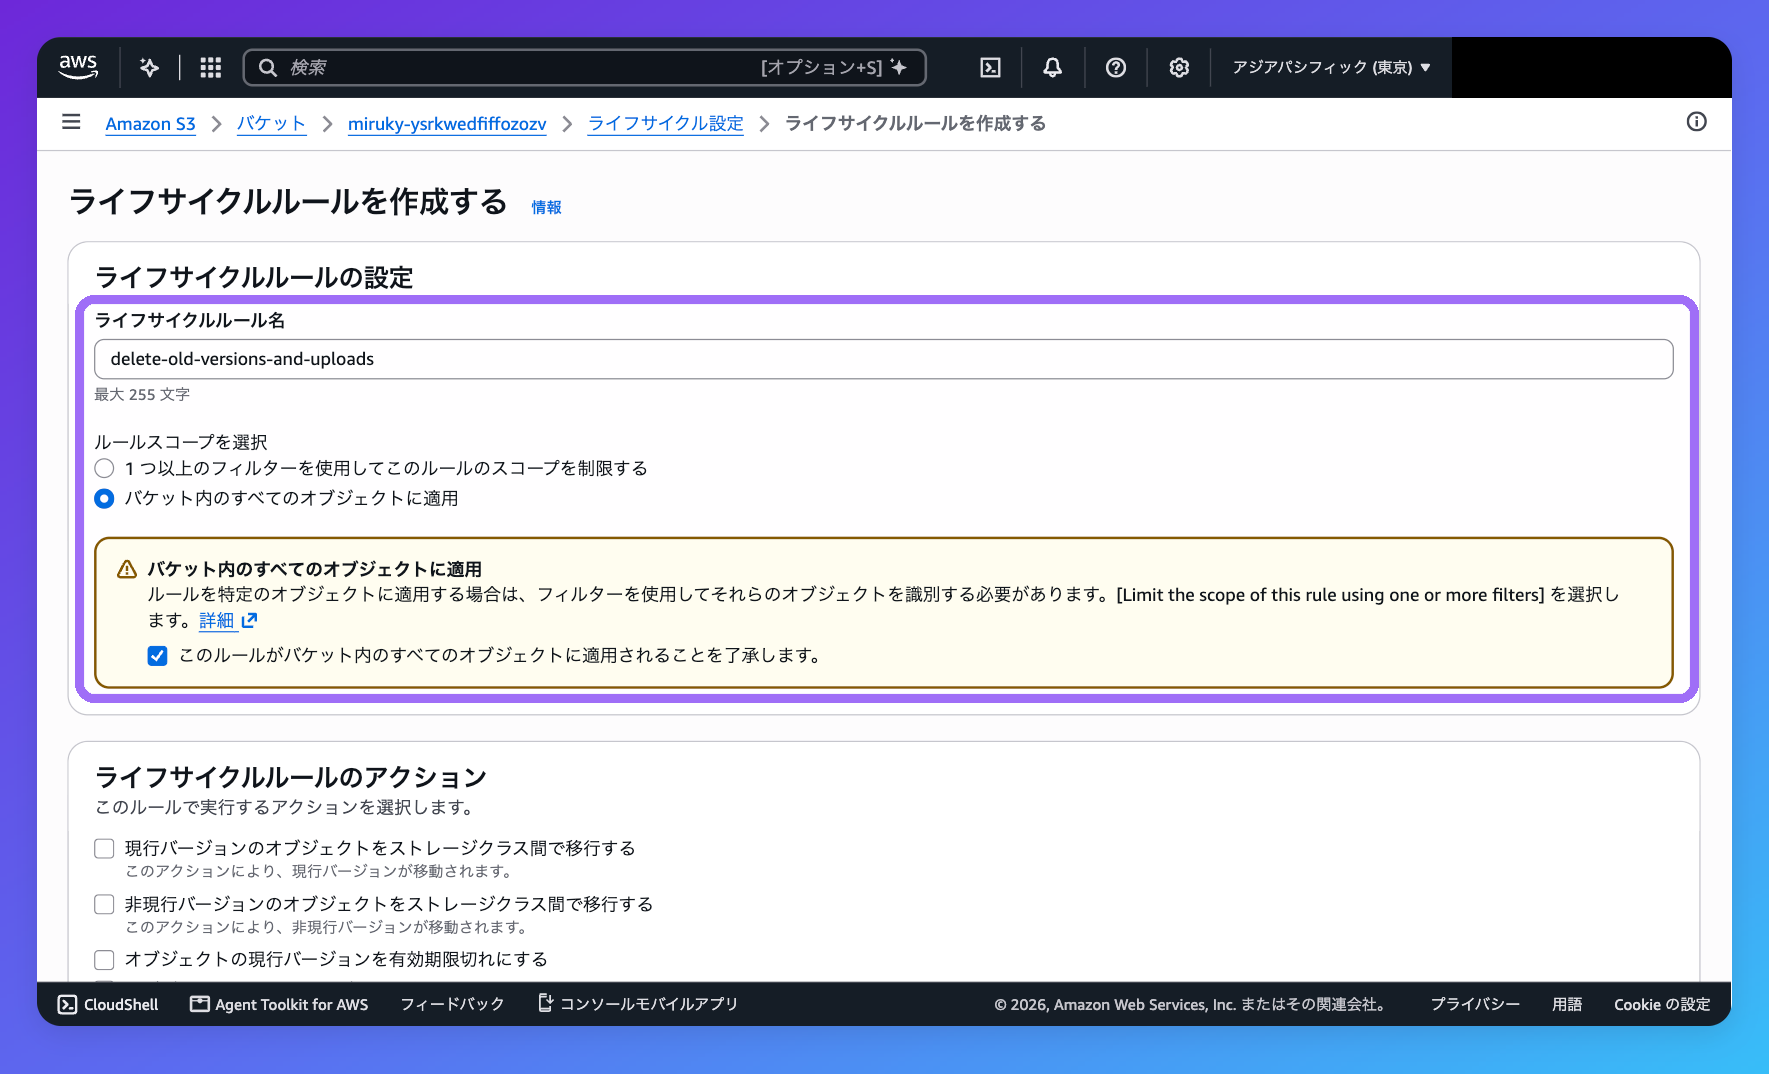 aws
検索
[オプション+S]
アジアパシフィック (東京) ▼
Amazon S3 > バケット > miruky-ysrkwedfiffozozv > ライフサイクル設定 > ライフサイクルルールを作成する
ライフサイクルルールを作成する 情報
ライフサイクルルールの設定
ライフサイクルルール名
delete-old-versions-and-uploads
最大 255 文字
ルールスコープを選択
1 つ以上のフィルターを使用してこのルールのスコープを制限する
バケット内のすべてのオブジェクトに適用
バケット内のすべてのオブジェクトに適用
ルールを特定のオブジェクトに適用する場合は、フィルターを使用してそれらのオブジェクトを識別する必要があります。[Limit the scope of this rule using one or more filters] を選択し
ます。詳細
このルールがバケット内のすべてのオブジェクトに適用されることを了承します。
ライフサイクルルールのアクション
このルールで実行するアクションを選択します。
現行バージョンのオブジェクトをストレージクラス間で移行する
このアクションにより、現行バージョンが移動されます。
非現行バージョンのオブジェクトをストレージクラス間で移行する
このアクションにより、非現行バージョンが移動されます。
オブジェクトの現行バージョンを有効期限切れにする
CloudShell
Agent Toolkit for AWS
フィードバック
コンソールモバイルアプリ
© 2026, Amazon Web Services, Inc. またはその関連会社。
プライバシー
用語
Cookie の設定